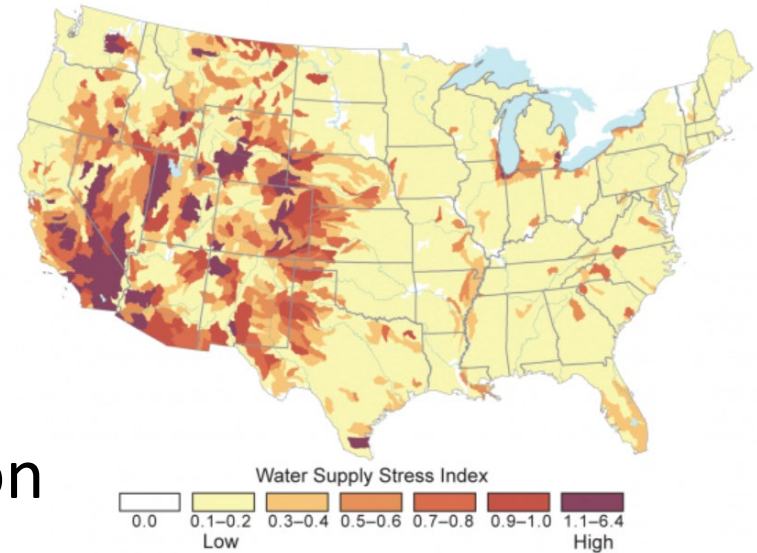 on
Water Supply Stress Index
0.0 0.1–0.2 0.3–0.4 0.5–0.6 0.7–0.8 0.9–1.0 1.1–6.4
Low High